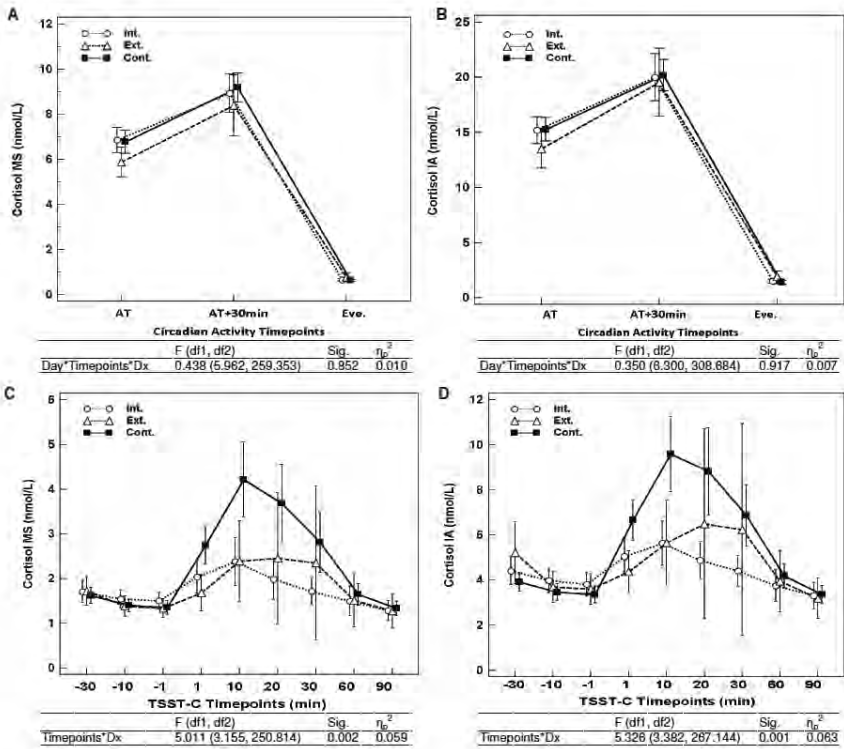 A
12
10
8
6
4
2
0
Cortisol MS (nmol/L)
Int.
Ext.
Cont.
AT
AT+30min
Eve.
Circadian Activity Timepoints
F (df1, df2)
Sig.
ηp2
Day*Timepoints*Dx
0.438 (5.962, 259.353)
0.852
0.010
B
25
20
15
10
5
0
Cortisol IA (nmol/L)
Int.
Ext.
Cont.
AT
AT+30min
Eve.
Circadian Activity Timepoints
F (df1, df2)
Sig.
ηp2
Day*Timepoints*Dx
0.350 (6.300, 308.684)
0.917
0.007
C
6
5
4
3
2
1
0
Cortisol MS (nmol/L)
Int.
Ext.
Cont.
-30
-10
-1
1
10
20
30
60
90
TSST-C Timepoints (min)
F (df1, df2)
Sig.
ηp2
Timepoints*Dx
5.011 (3.155, 250.814)
0.002
0.059
D
12
10
8
6
4
2
0
Cortisol IA (nmol/L)
Int.
Ext.
Cont.
-30
-10
-1
1
10
20
30
60
90
TSST-C Timepoints (min)
F (df1, df2)
Sig.
ηp2
Timepoints*Dx
5.326 (3.382, 267.144)
0.001
0.063